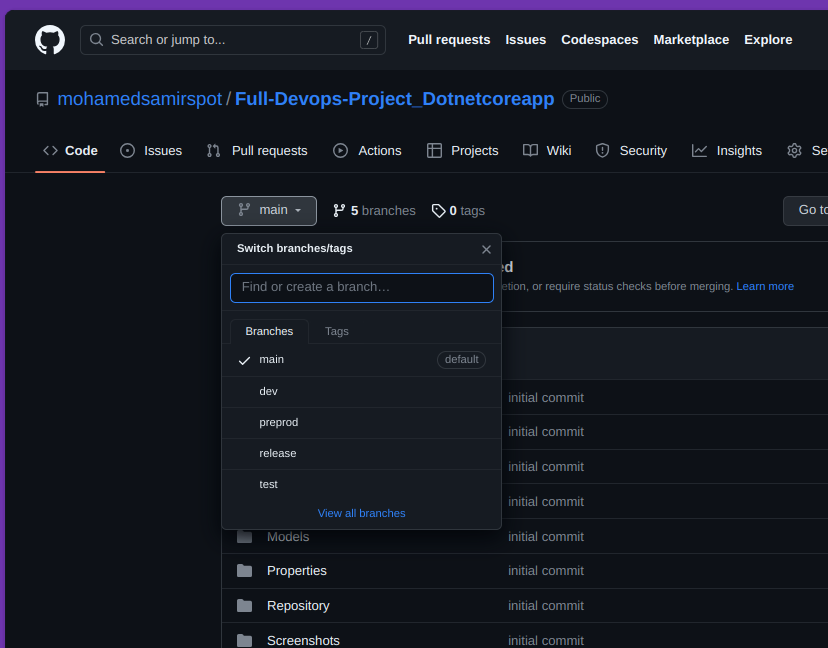 Search or jump to... /
Pull requests Issues Codespaces Marketplace Explore
mohamedsamirspot / Full-Devops-Project_Dotnetcoreapp Public
Code Issues Pull requests Actions Projects Wiki Security Insights Se
main 5 branches 0 tags Go to
Switch branches/tags
ed
Find or create a branch…
etion, or require status checks before merging. Learn more
Branches Tags
main default
dev
initial commit
preprod
initial commit
release
initial commit
test
initial commit
View all branches
Models initial commit
Properties initial commit
Repository initial commit
Screenshots initial commit